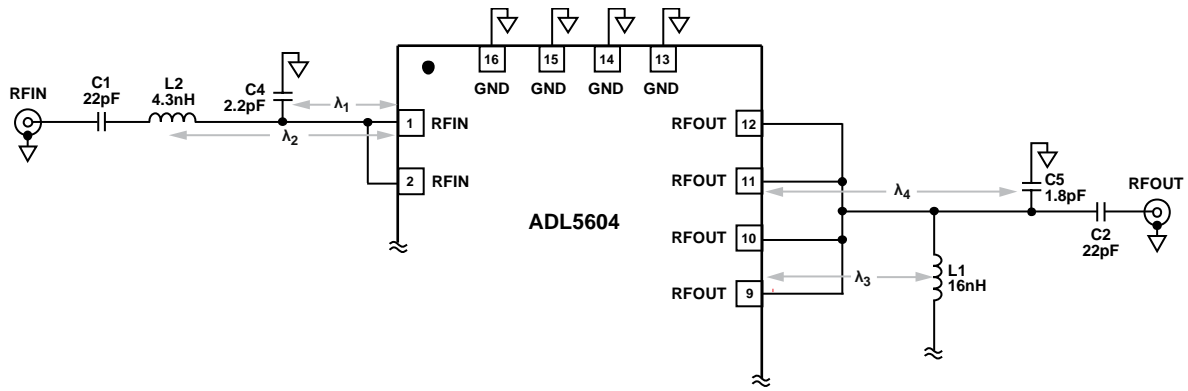 16
15
14
13
GND
GND
GND
GND
RFIN
C1
22pF
L2
4.3nH
C4
2.2pF
λ1
λ2
1
RFIN
2
RFIN
ADL5604
RFOUT
12
RFOUT
11
RFOUT
10
RFOUT
9
λ4
λ3
C5
1.8pF
RFOUT
C2
22pF
L1
16nH